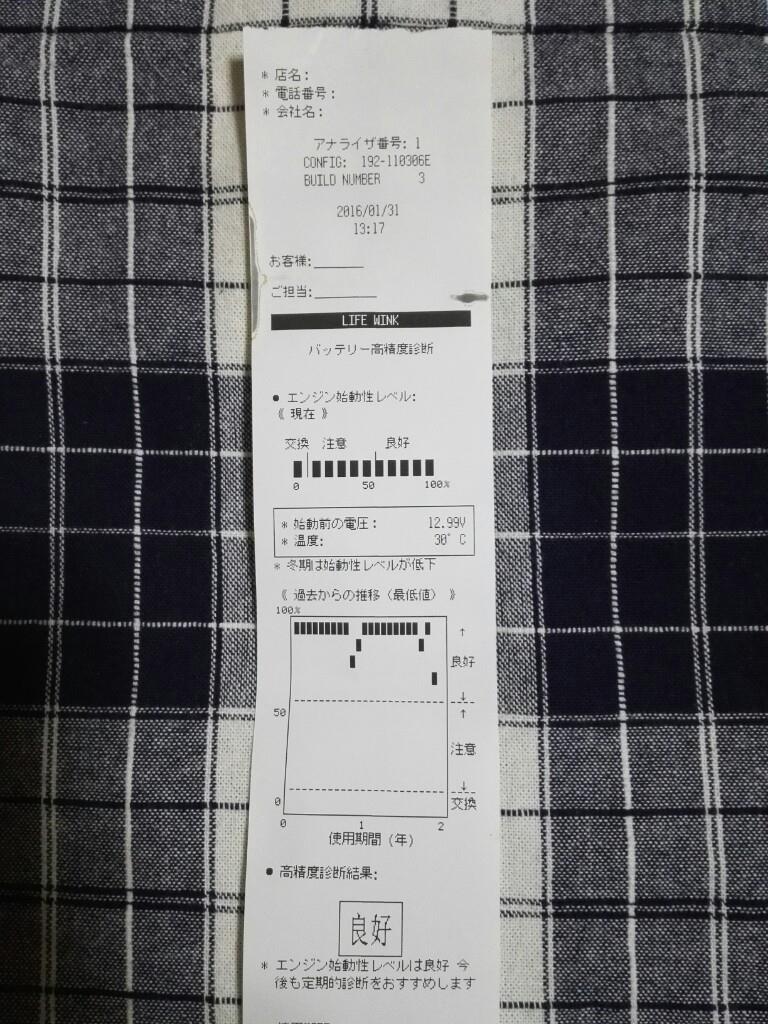 * 店名:
* 電話番号:
* 会社名:
アナライザ番号: 1
CONFIG: 192-110306E
BUILD NUMBER 3
2016/01/31
13:17
お客様:______
ご担当:________
LIFE WINK
バッテリー高精度診断
● エンジン始動性レベル:
《 現在 》
交換 注意 良好
0 50 100%
* 始動前の電圧: 12.99V
* 温度: 30° C
* 冬期は始動性レベルが低下
《 過去からの推移(最低値) 》
100%
↑
良好
↓
50 ↑
注意
↓
0 交換
0 1 2
使用期間 (年)
● 高精度診断結果:
良好
* エンジン始動性レベルは良好 今
後も定期的診断をおすすめします